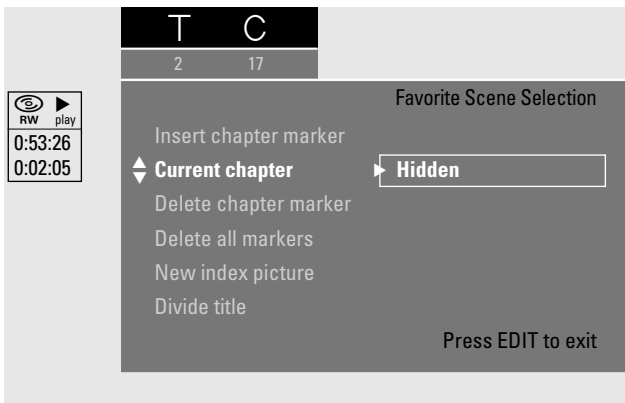 T C
2 17
RW play
0:53:26
0:02:05
Favorite Scene Selection
Insert chapter marker
Current chapter Hidden
Delete chapter marker
Delete all markers
New index picture
Divide title
Press EDIT to exit